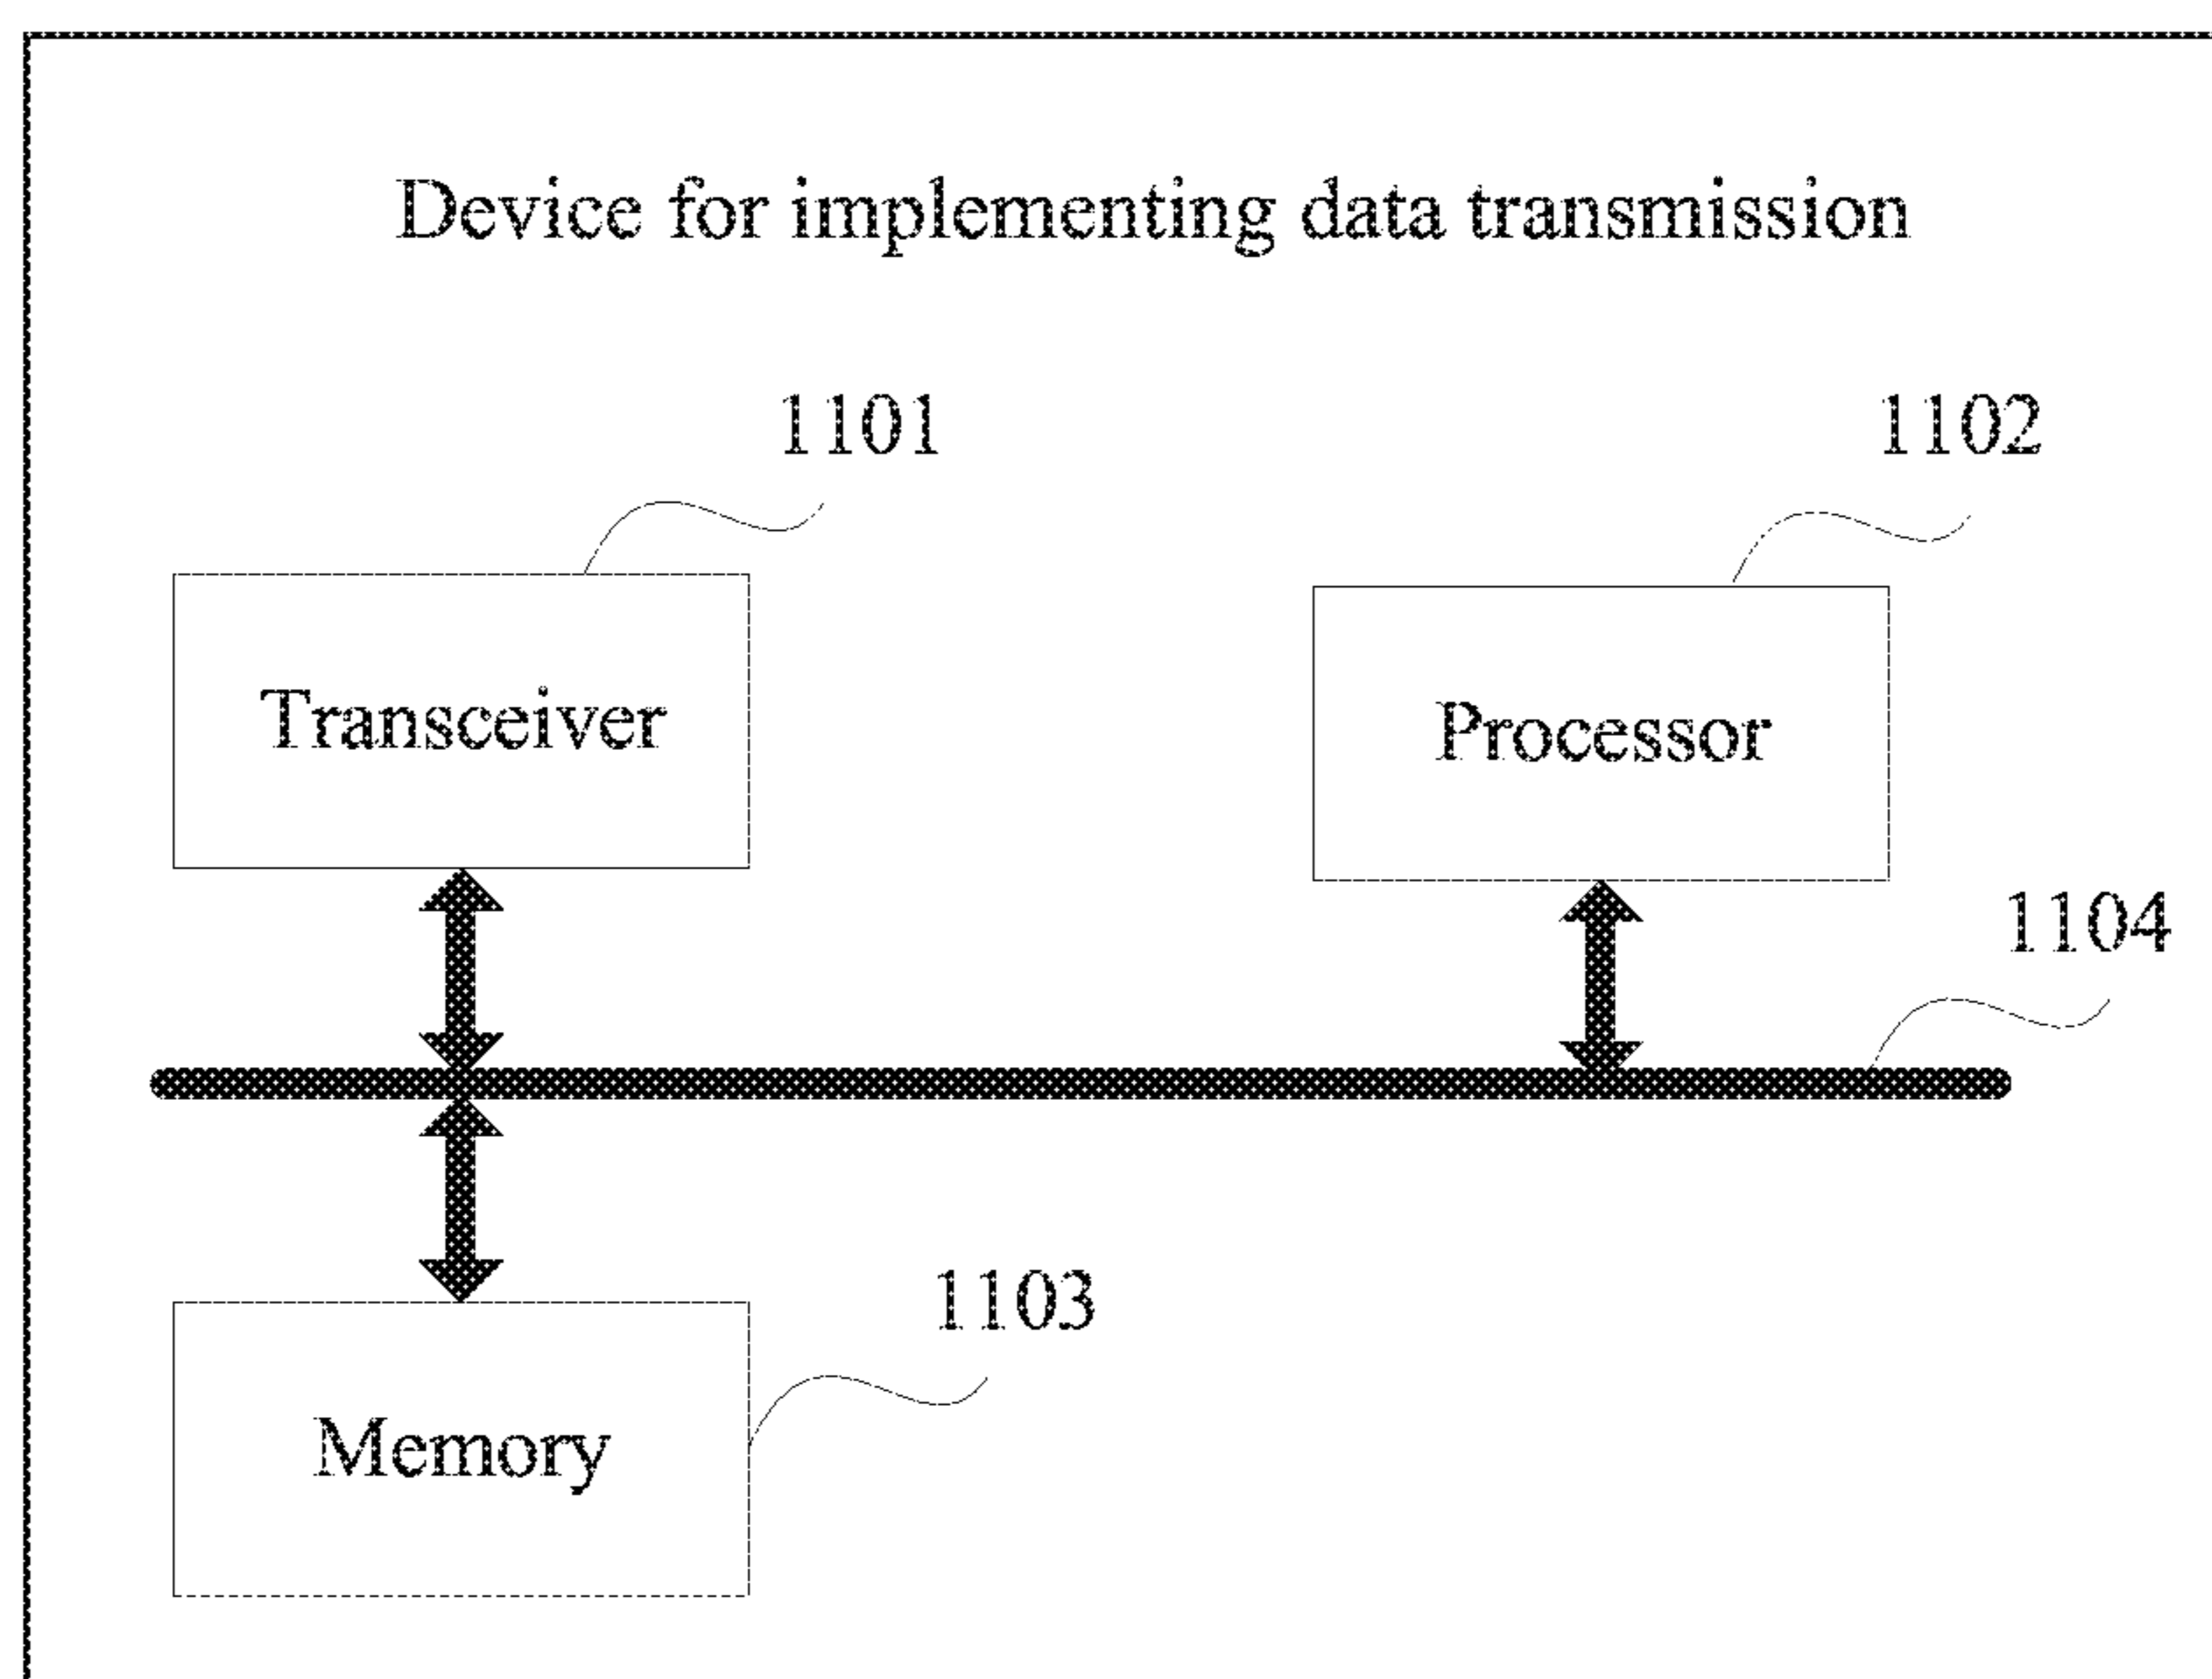 Device for implementing data transmission
1101
1102
Transceiver
Processor
1104
1103
Memory